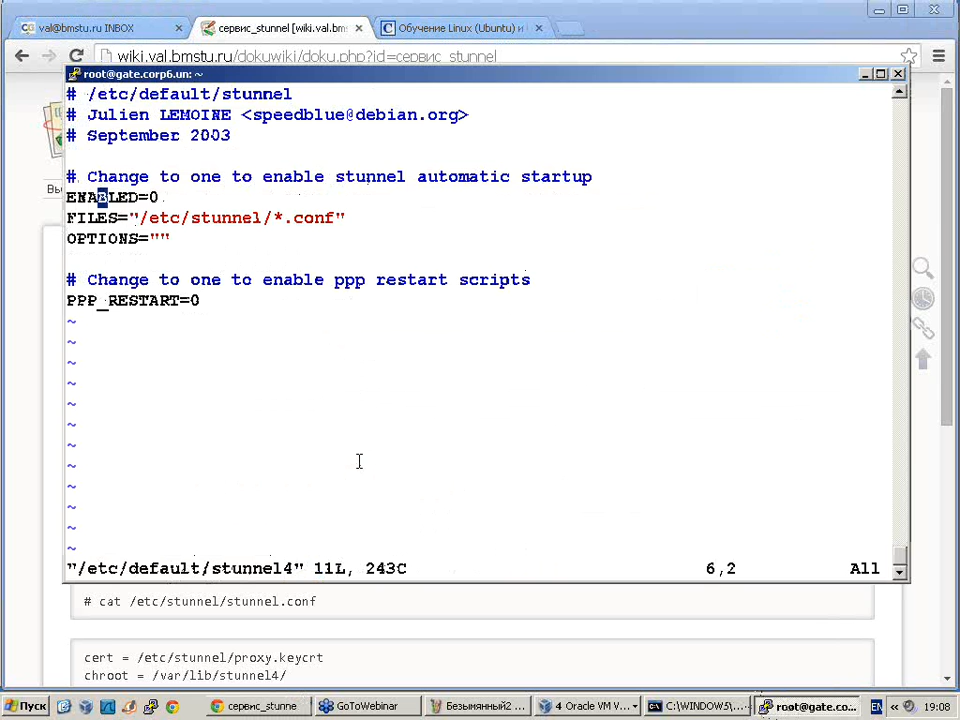 val@bmstu.ru INBOX
сервис_stunnel [wiki.val.bm
Обучение Linux (Ubuntu) и
wiki.val.bmstu.ru/dokuwiki/doku.php?id=сервис_stunnel
root@gate.corp6.un: ~
# /etc/default/stunnel
# Julien LEMOINE <speedblue@debian.org>
# September 2003
# Change to one to enable stunnel automatic startup
Вы
ENABLED=0
FILES="/etc/stunnel/*.conf"
OPTIONS=""
# Change to one to enable ppp restart scripts
PPP_RESTART=0
~
~
~
~
~
~
~
~
~
~
~
~
"/etc/default/stunnel4" 11L, 243C 6,2 All
# cat /etc/stunnel/stunnel.conf
cert = /etc/stunnel/proxy.keycrt
chroot = /var/lib/stunnel4/
Пуск
сервис_stunne
GoToWebinar
Безымянный2 ...
4 Oracle VM V...
C:\WINDOWS\...
root@gate.co...
EN
19:08